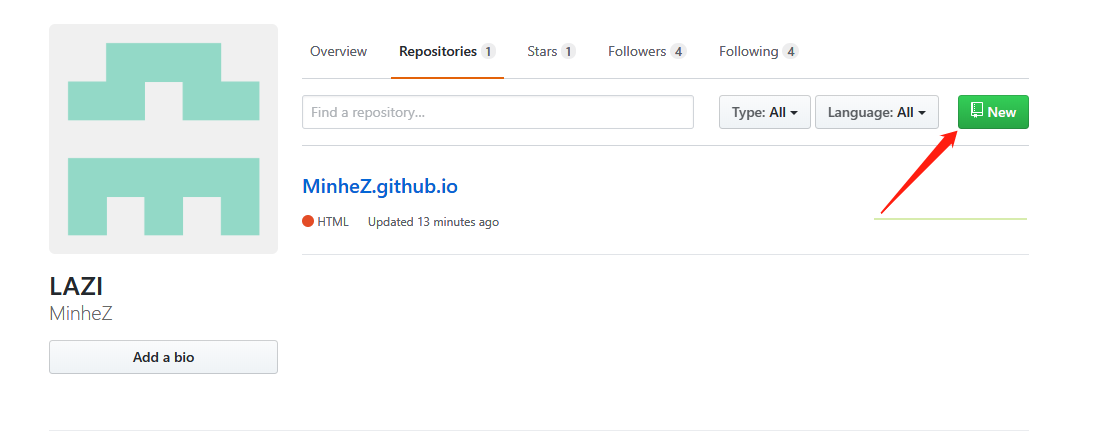 Overview Repositories 1 Stars 1 Followers 4 Following 4
Find a repository... Type: All Language: All New
MinheZ.github.io
HTML Updated 13 minutes ago
LAZI
MinheZ
Add a bio